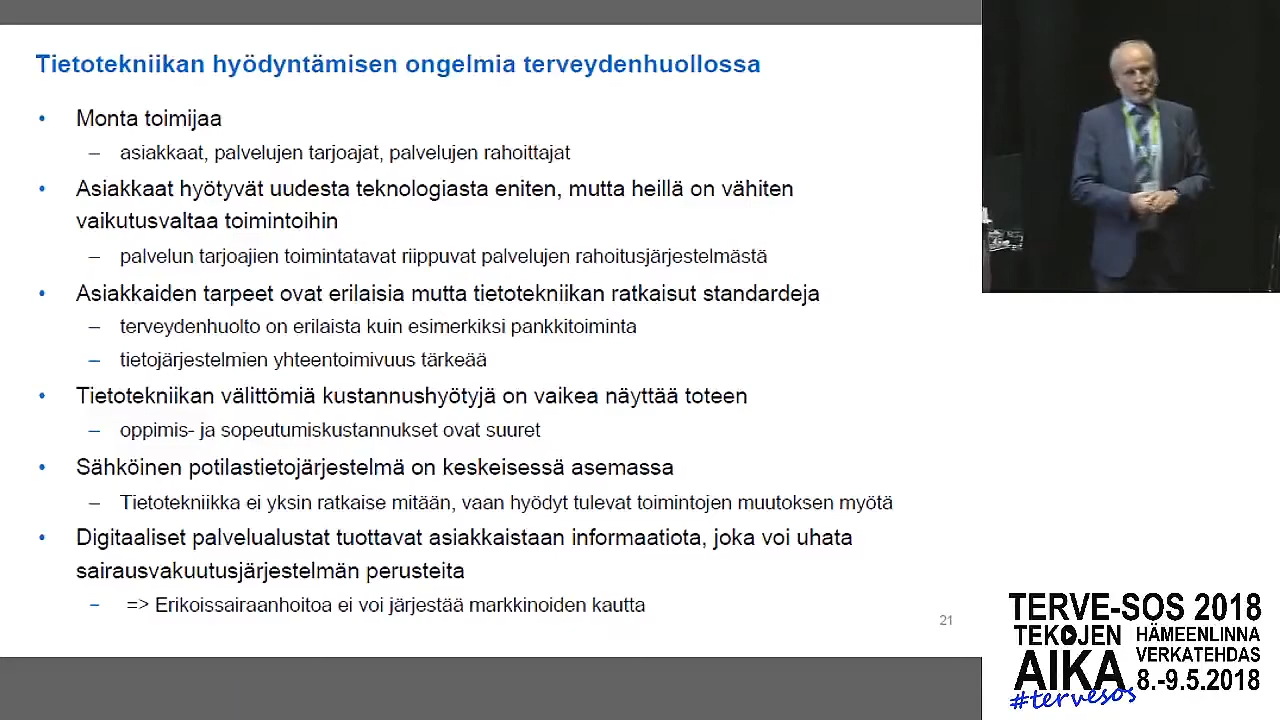 Tietotekniikan hyödyntämisen ongelmia terveydenhuollossa
• Monta toimijaa
– asiakkaat, palvelujen tarjoajat, palvelujen rahoittajat
• Asiakkaat hyötyvät uudesta teknologiasta eniten, mutta heillä on vähiten
vaikutusvaltaa toimintoihin
– palvelun tarjoajien toimintatavat riippuvat palvelujen rahoitusjärjestelmästä
• Asiakkaiden tarpeet ovat erilaisia mutta tietotekniikan ratkaisut standardeja
– terveydenhuolto on erilaista kuin esimerkiksi pankkitoiminta
– tietojärjestelmien yhteentoimivuus tärkeää
• Tietotekniikan välittömiä kustannushyötyjä on vaikea näyttää toteen
– oppimis- ja sopeutumiskustannukset ovat suuret
• Sähköinen potilastietojärjestelmä on keskeisessä asemassa
– Tietotekniikka ei yksin ratkaise mitään, vaan hyödyt tulevat toimintojen muutoksen myötä
• Digitaaliset palvelualustat tuottavat asiakkaistaan informaatiota, joka voi uhata
sairausvakuutusjärjestelmän perusteita
– => Erikoissairaanhoitoa ei voi järjestää markkinoiden kautta
21
TERVE-SOS 2018
TEKOJEN
AIKA
HÄMEENLINNA
VERKATEHDAS
8.-9.5.2018
#tervesos